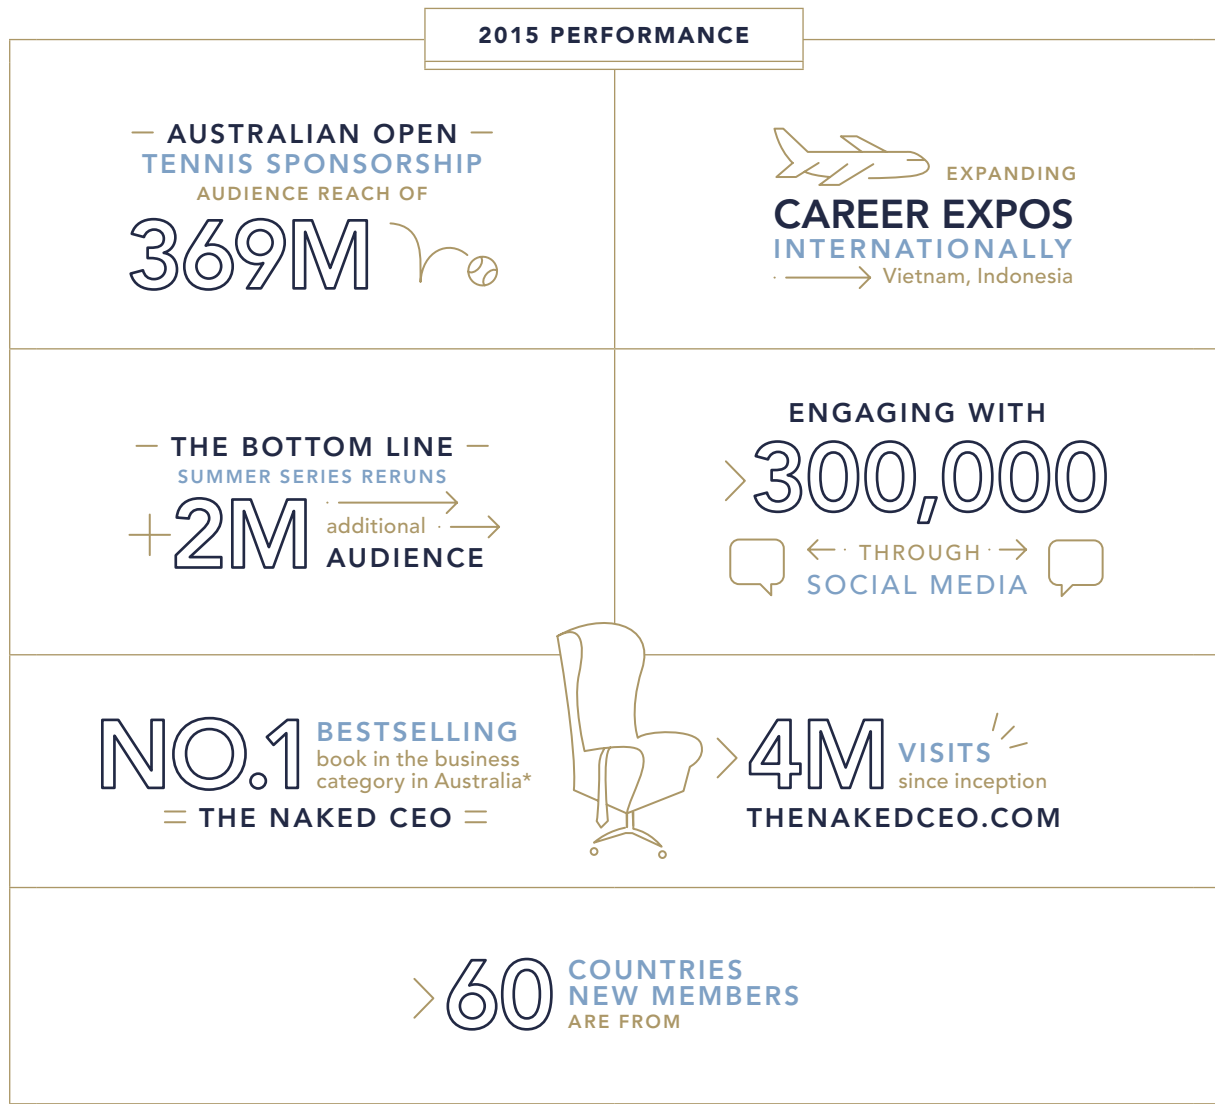 2015 PERFORMANCE
AUSTRALIAN OPEN
TENNIS SPONSORSHIP
AUDIENCE REACH OF
369M
EXPANDING
CAREER EXPOS
INTERNATIONALLY
Vietnam, Indonesia
THE BOTTOM LINE
SUMMER SERIES RERUNS
+2M
additional
AUDIENCE
ENGAGING WITH
>300,000
THROUGH
SOCIAL MEDIA
NO.1
BESTSELLING
book in the business
category in Australia*
THE NAKED CEO
>4M
VISITS
since inception
THENAKEDCEO.COM
>60
COUNTRIES
NEW MEMBERS
ARE FROM